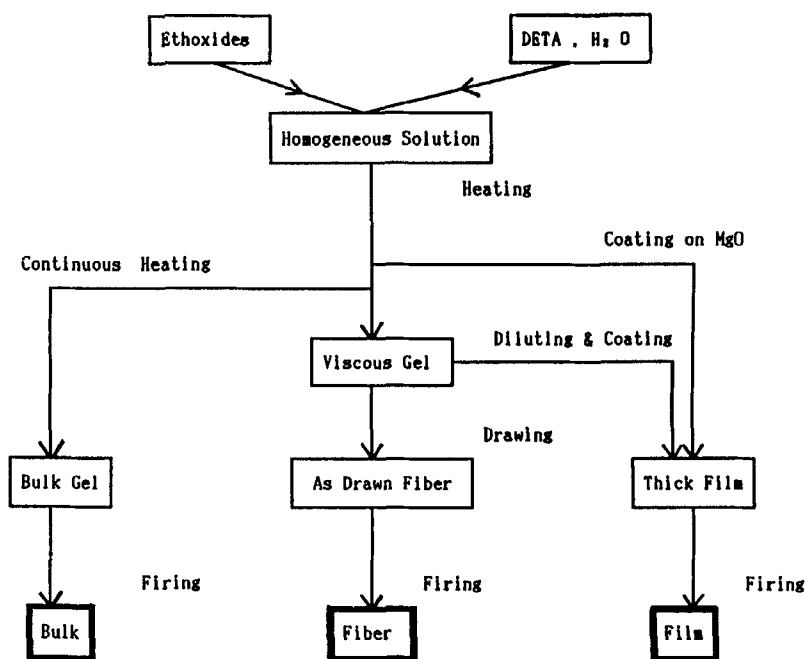 Ethoxides
DETA , H₂ O
Homogeneous Solution
Heating
Coating on MgO
Continuous Heating
Diluting & Coating
Viscous Gel
Drawing
Bulk Gel
As Drawn Fiber
Thick Film
Firing
Firing
Firing
Bulk
Fiber
Film